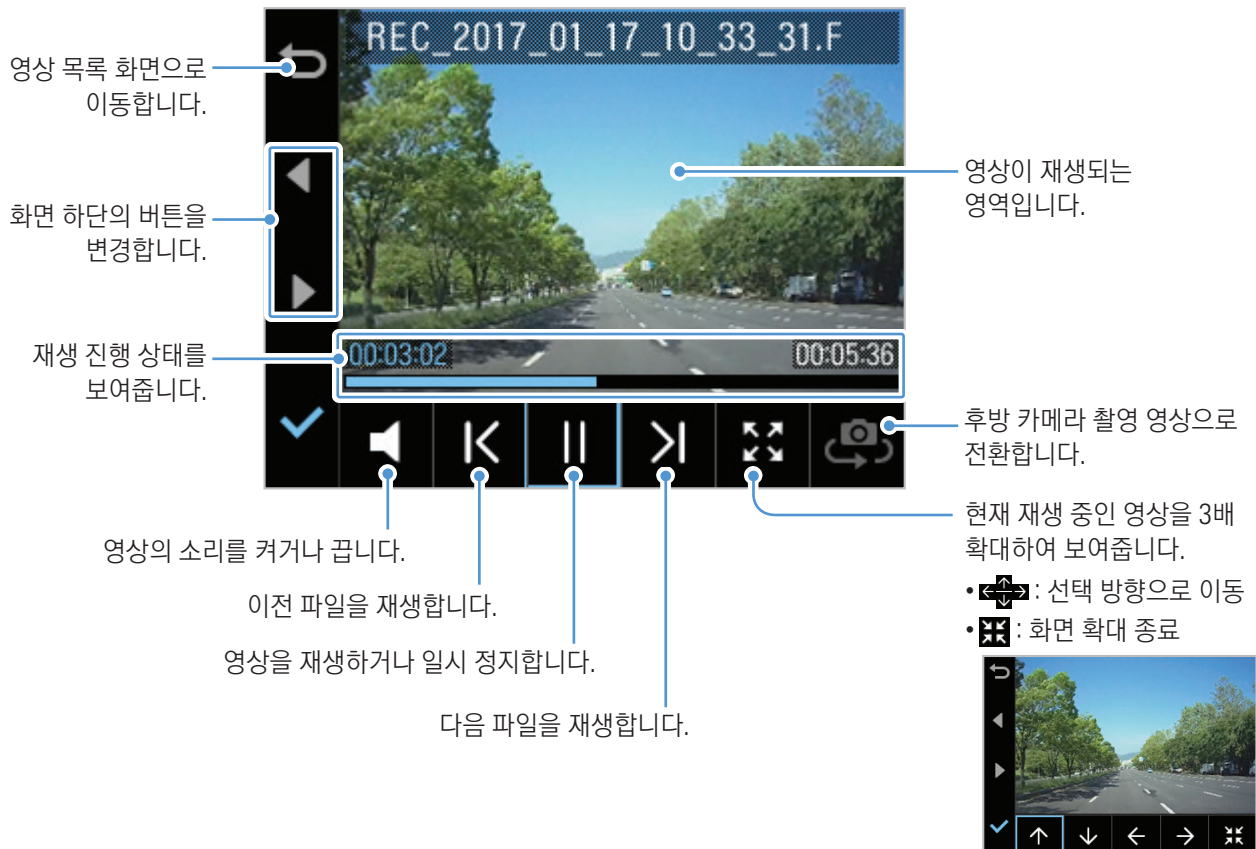 REC_2017_01_17_10_33_31.F
영상 목록 화면으로
이동합니다.
영상이 재생되는
영역입니다.
화면 하단의 버튼을
변경합니다.
재생 진행 상태를
보여줍니다.
00:03:02
00:05:36
후방 카메라 촬영 영상으로
전환합니다.
현재 재생 중인 영상을 3배
확대하여 보여줍니다.
• : 선택 방향으로 이동
• : 화면 확대 종료
영상의 소리를 켜거나 끕니다.
이전 파일을 재생합니다.
영상을 재생하거나 일시 정지합니다.
다음 파일을 재생합니다.